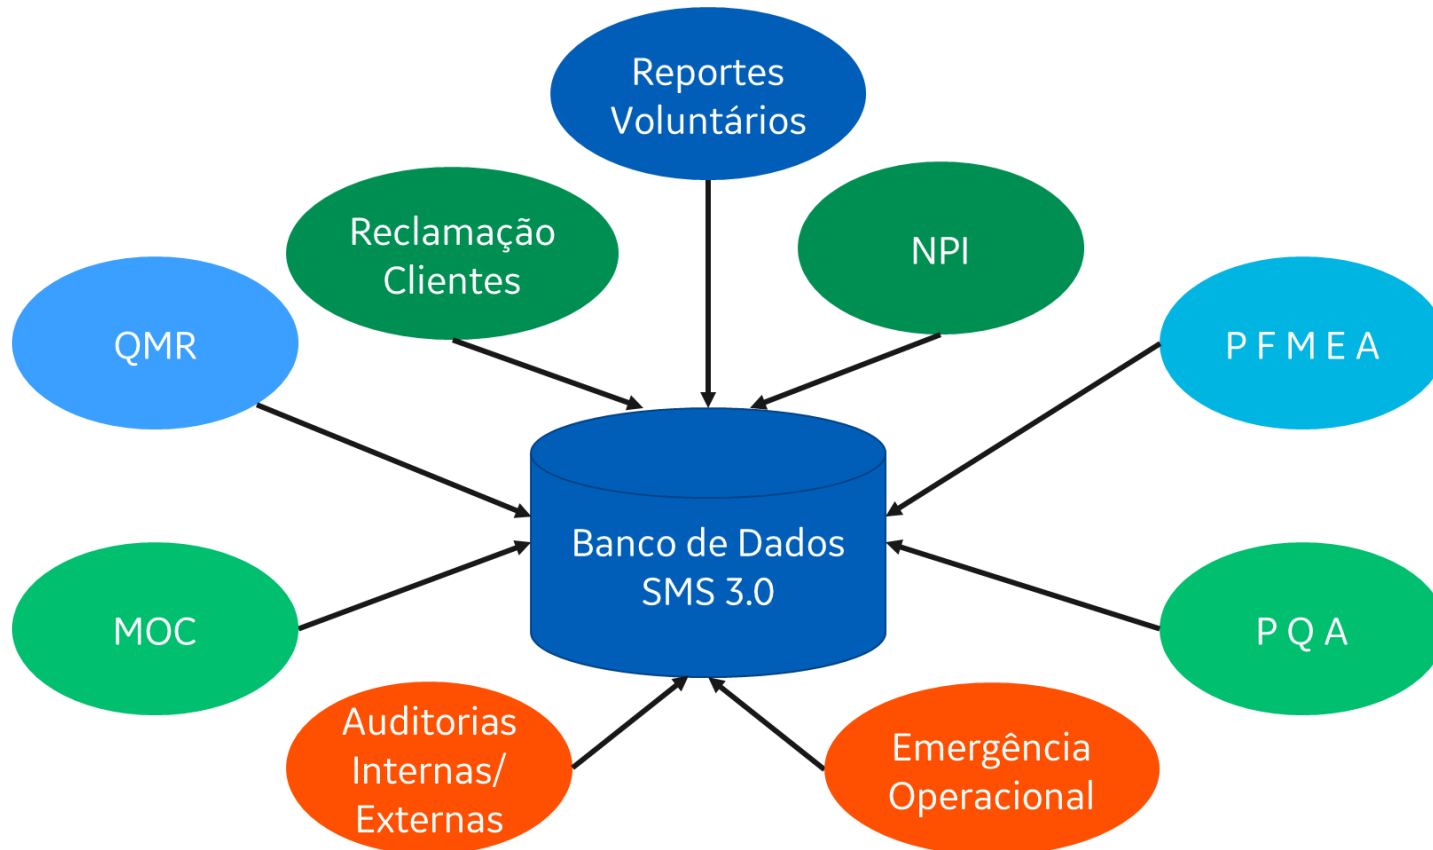 Reportes
Voluntários
Reclamação
Clientes
NPI
QMR
P F M E A
Banco de Dados
SMS 3.0
MOC
P Q A
Auditorias
Internas/
Externas
Emergência
Operacional